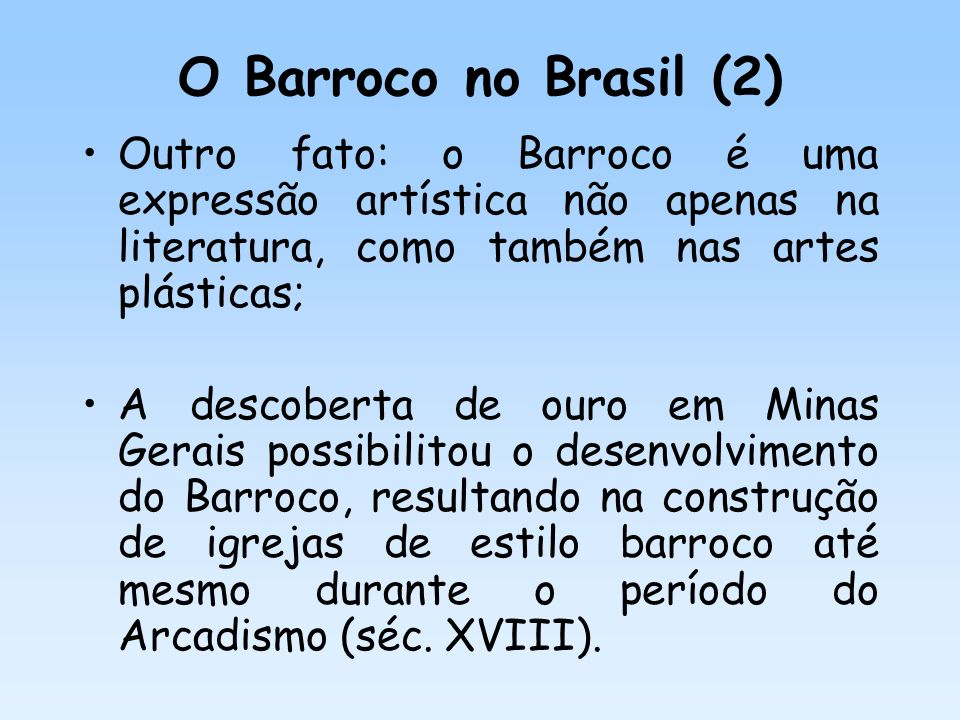 O Barroco no Brasil (2)
• Outro fato: o Barroco é uma
expressão artística não apenas na
literatura, como também nas artes
plásticas;
• A descoberta de ouro em Minas
Gerais possibilitou o desenvolvimento
do Barroco, resultando na construção
de igrejas de estilo barroco até
mesmo durante o período do
Arcadismo (séc. XVIII).